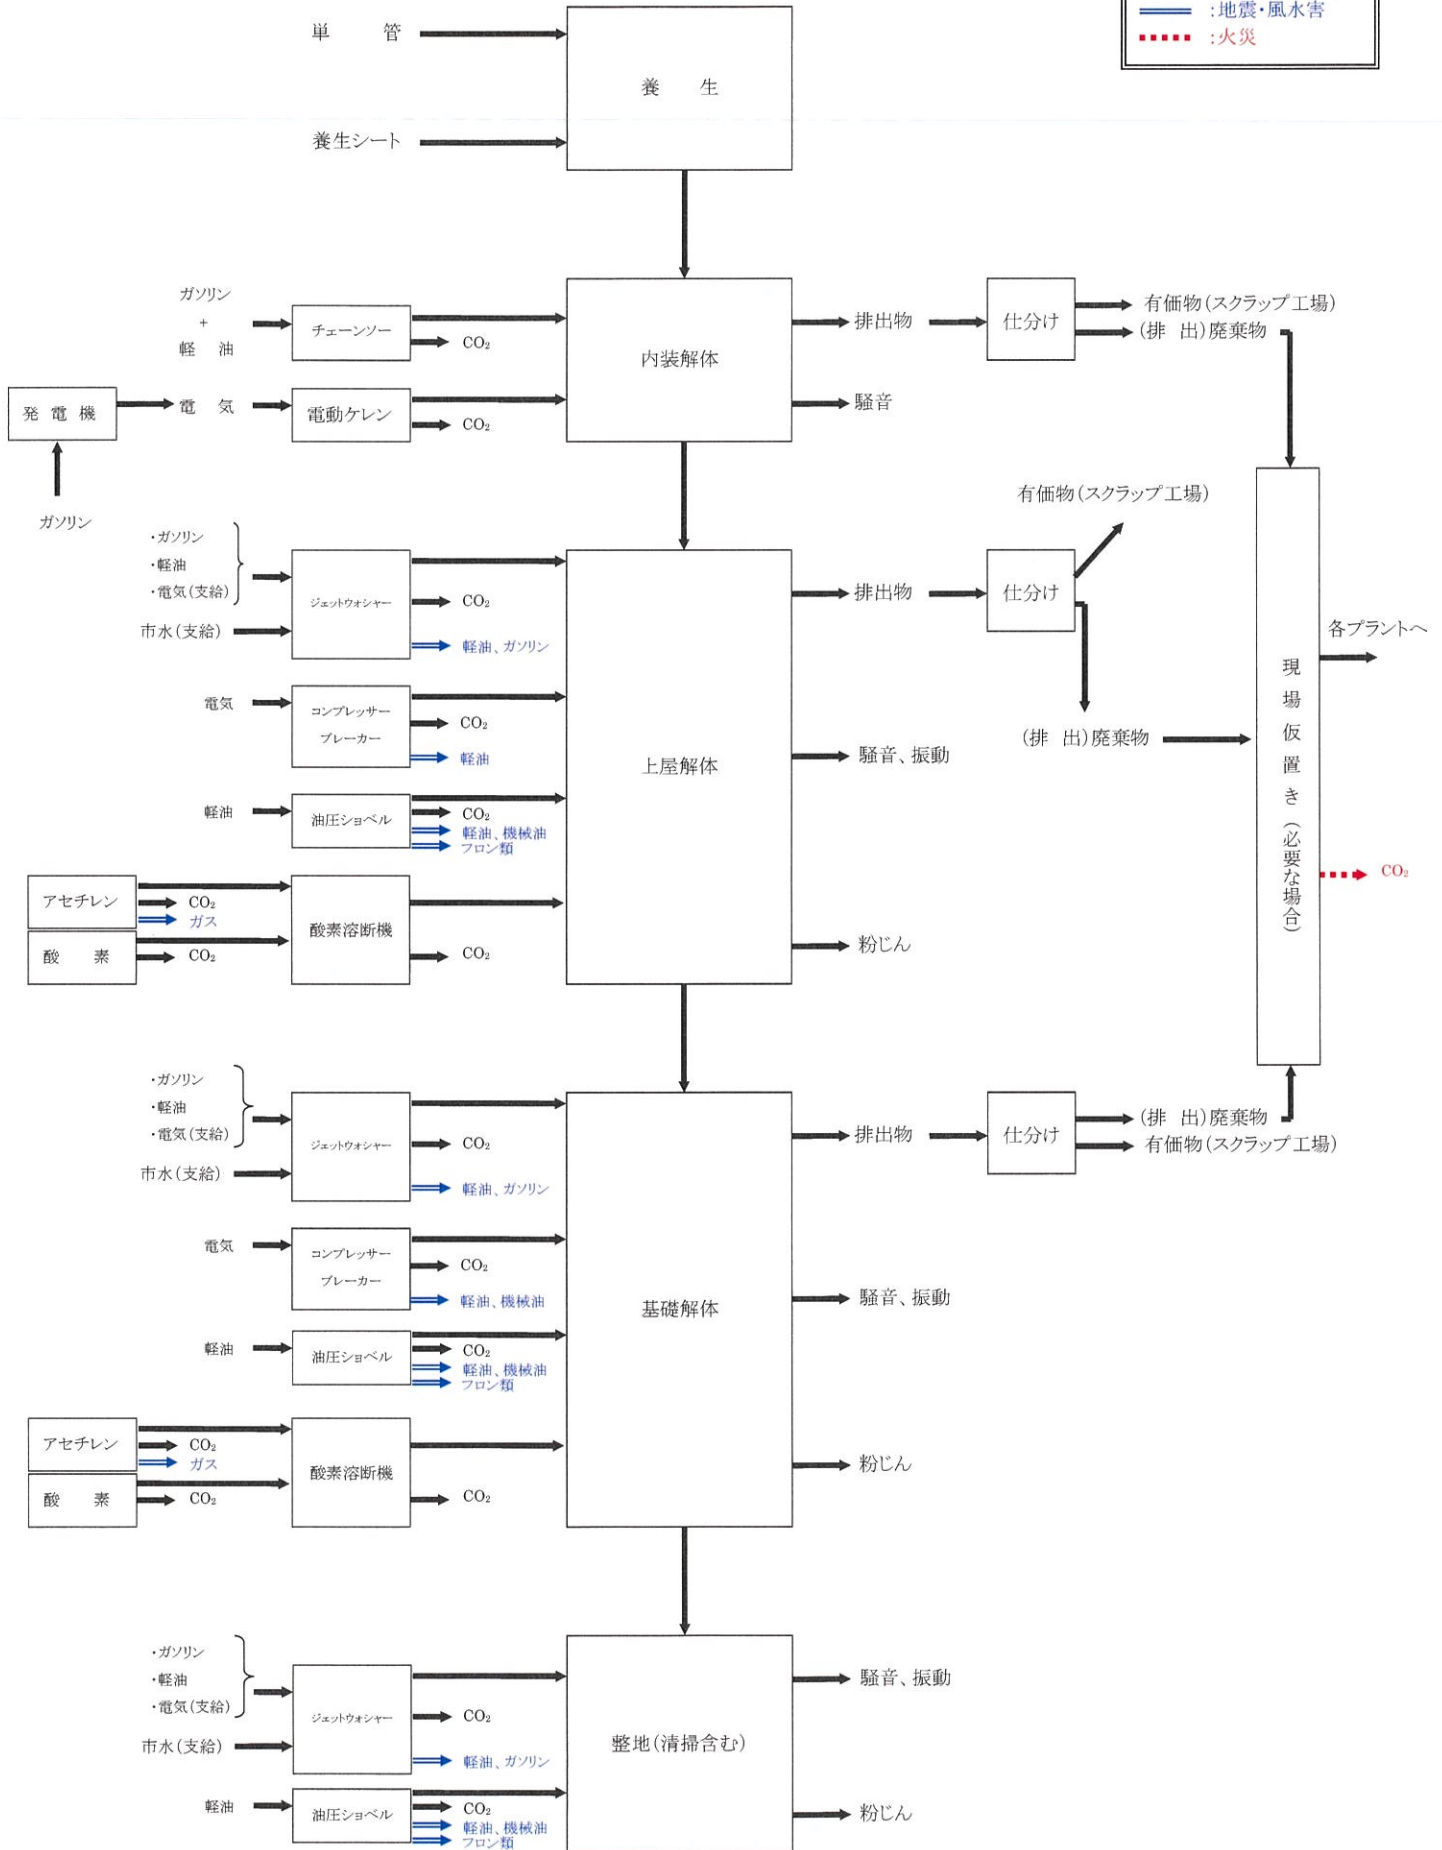 :地震・風水害
:火災
単　管
養　生
養生シート
ガソリン
+
軽　油
チェーンソー
CO₂
内装解体
排出物
仕分け
有価物(スクラップ工場)
(排　出)廃棄物
発 電 機
電　気
電動ケレン
CO₂
騒音
ガソリン
有価物(スクラップ工場)
・ガソリン
・軽油
・電気(支給)
市水(支給)
ジェットウォシャー
CO₂
軽油、ガソリン
排出物
仕分け
各プラントへ
電気
コンプレッサー
ブレーカー
CO₂
軽油
上屋解体
騒音、振動
(排　出)廃棄物
現場仮置き(必要な場合)
軽油
油圧ショベル
CO₂
軽油、機械油
フロン類
CO₂
アセチレン
CO₂
ガス
酸　素
CO₂
酸素溶断機
CO₂
粉じん
・ガソリン
・軽油
・電気(支給)
市水(支給)
ジェットウォシャー
CO₂
軽油、ガソリン
排出物
仕分け
(排　出)廃棄物
有価物(スクラップ工場)
電気
コンプレッサー
ブレーカー
CO₂
軽油、機械油
基礎解体
騒音、振動
軽油
油圧ショベル
CO₂
軽油、機械油
フロン類
アセチレン
CO₂
ガス
酸　素
CO₂
酸素溶断機
CO₂
粉じん
・ガソリン
・軽油
・電気(支給)
市水(支給)
ジェットウォシャー
CO₂
軽油、ガソリン
整地(清掃含む)
騒音、振動
軽油
油圧ショベル
CO₂
軽油、機械油
フロン類
粉じん